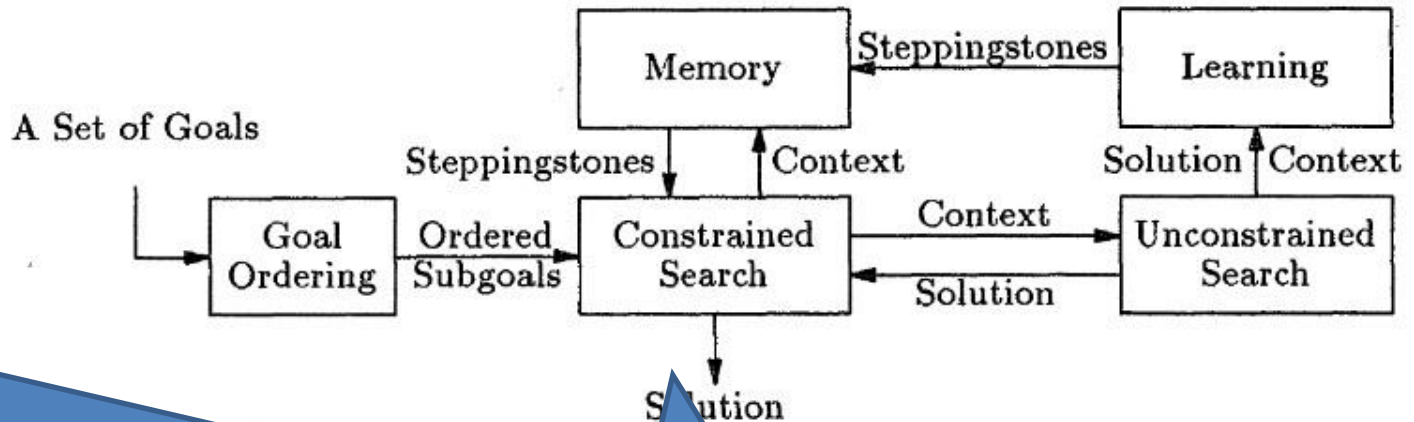 Steppingstones
Memory
Learning
A Set of Goals
Steppingstones
Context
Solution
Context
Goal
Ordering
Ordered
Subgoals
Constrained
Search
Context
Solution
Unconstrained
Search
Solution